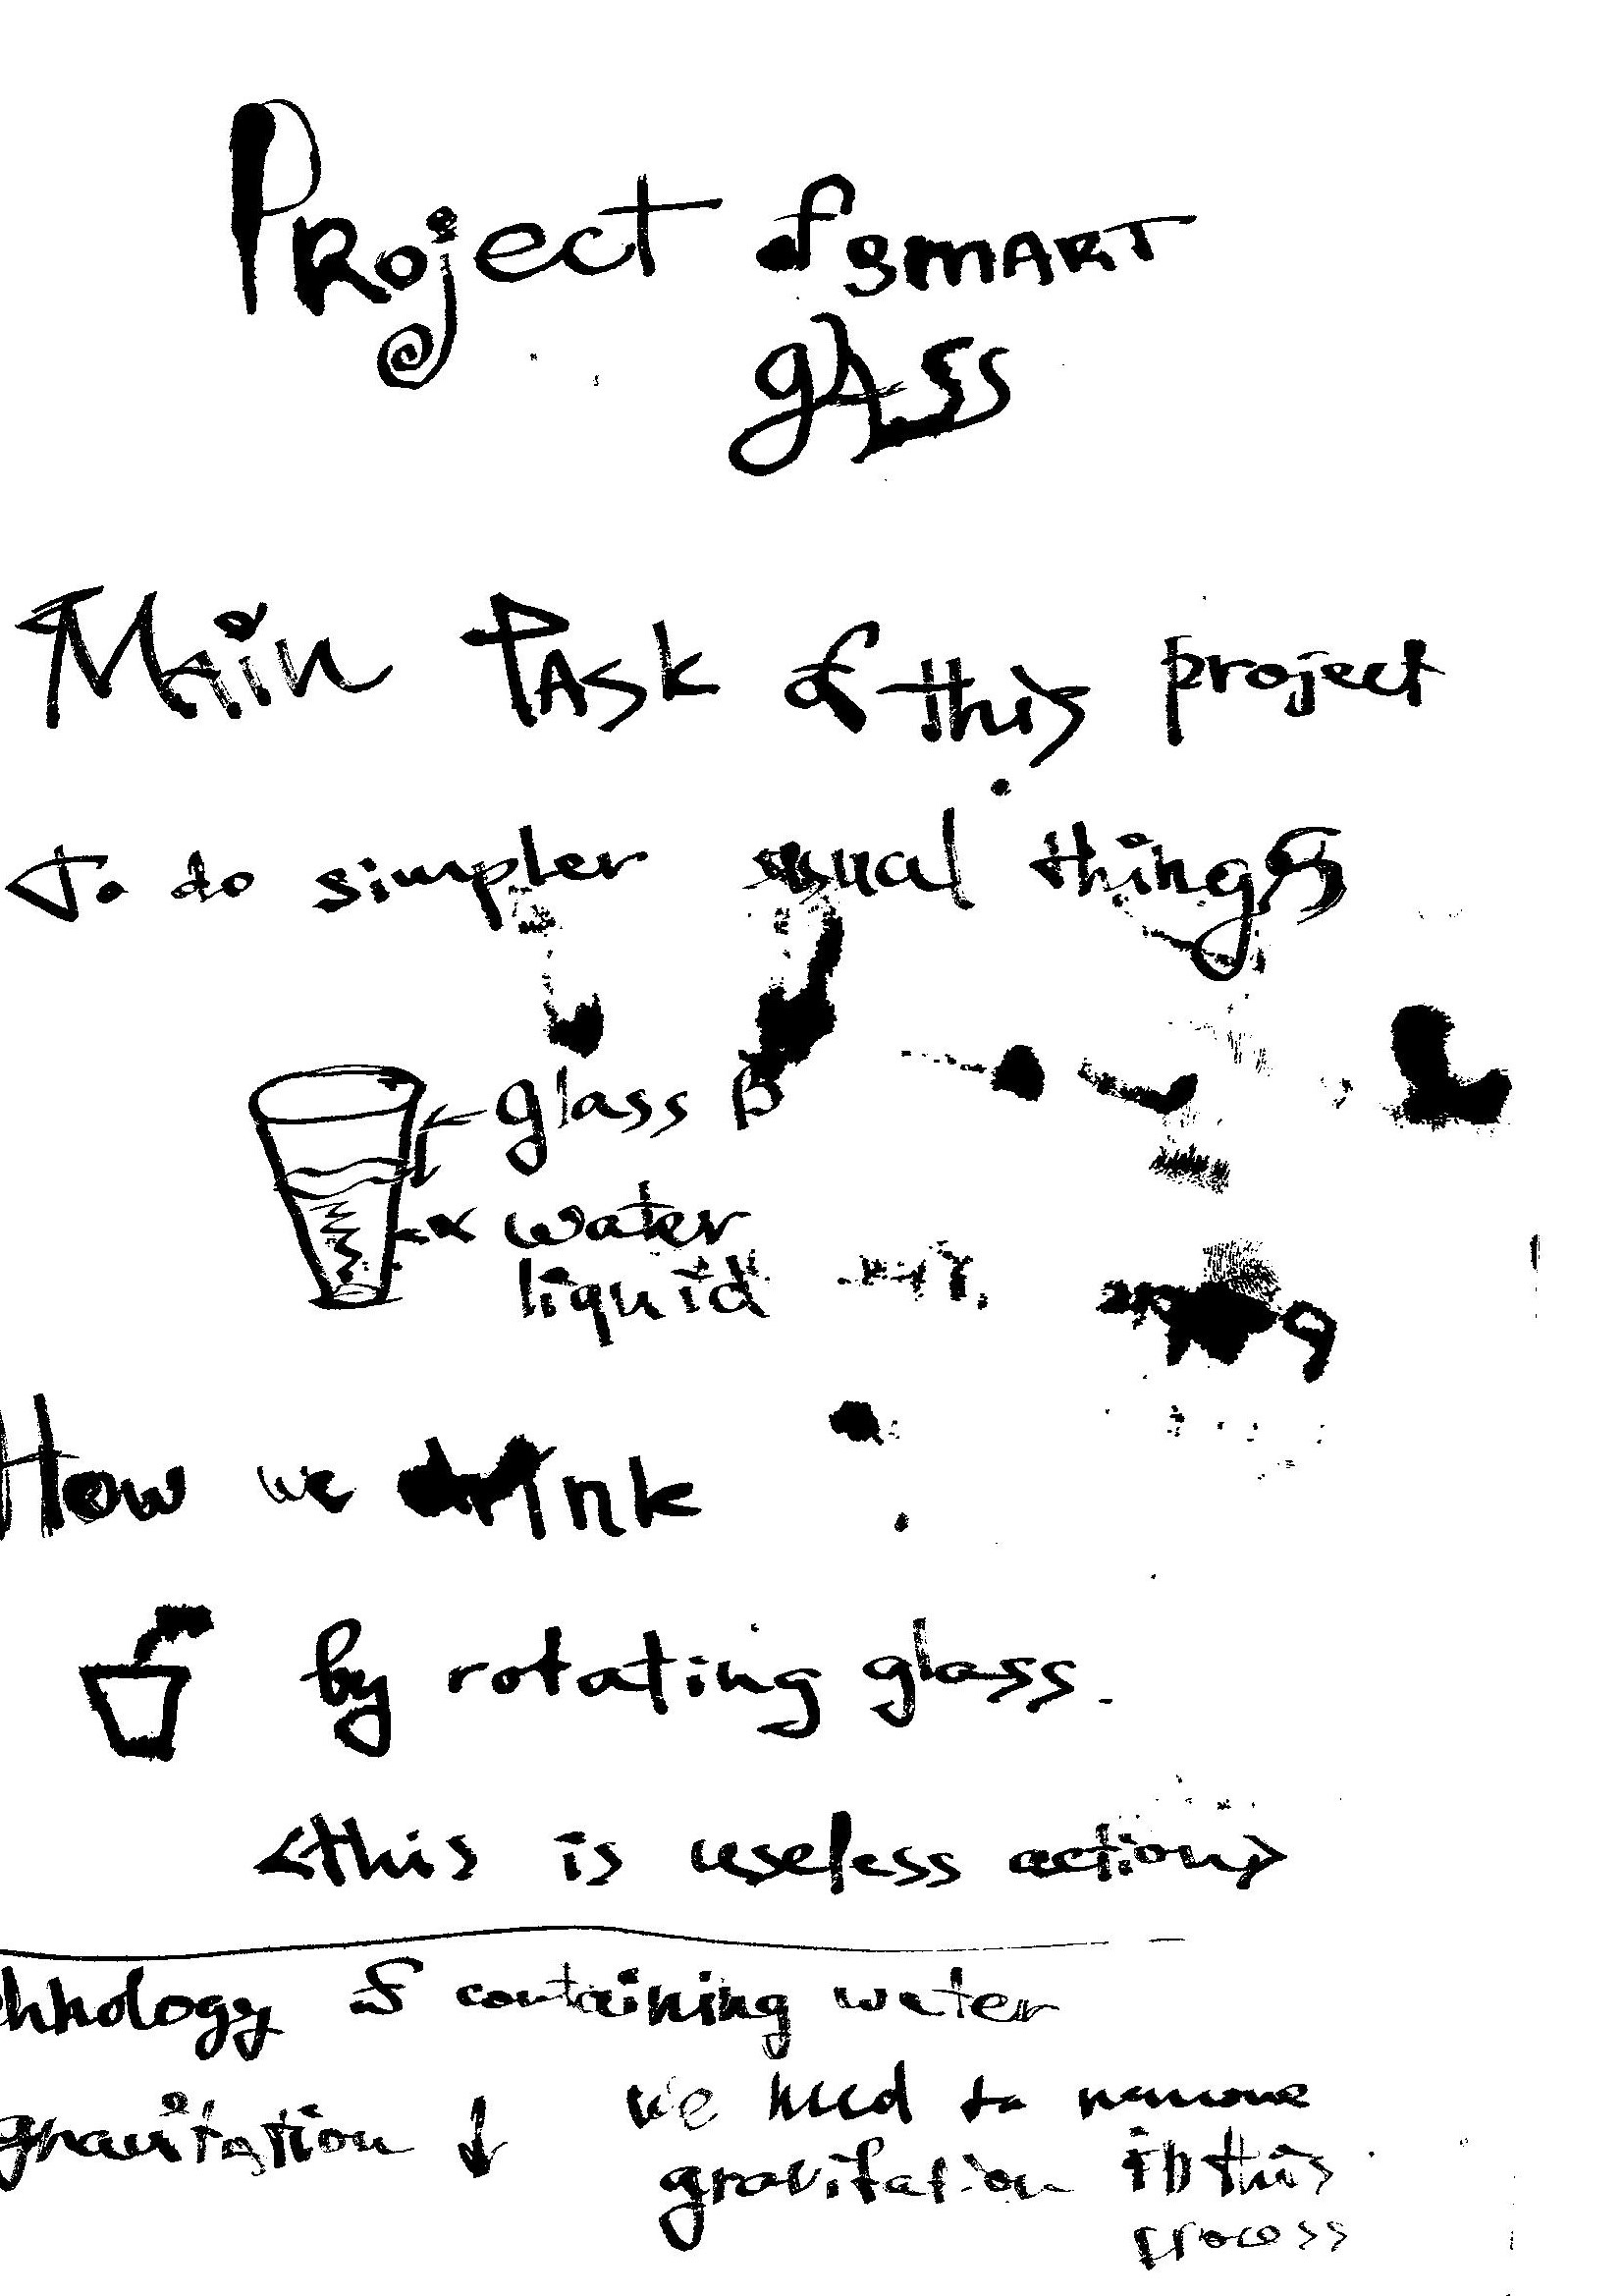 Project of SMART
glass
Main Task of this project
To do simpler usual things
glass
water
liquid
How we drink
by rotating glass.
<this is useless action>
chnology of containing water
gravitation ↓ we need to remove
gravitation in this
process